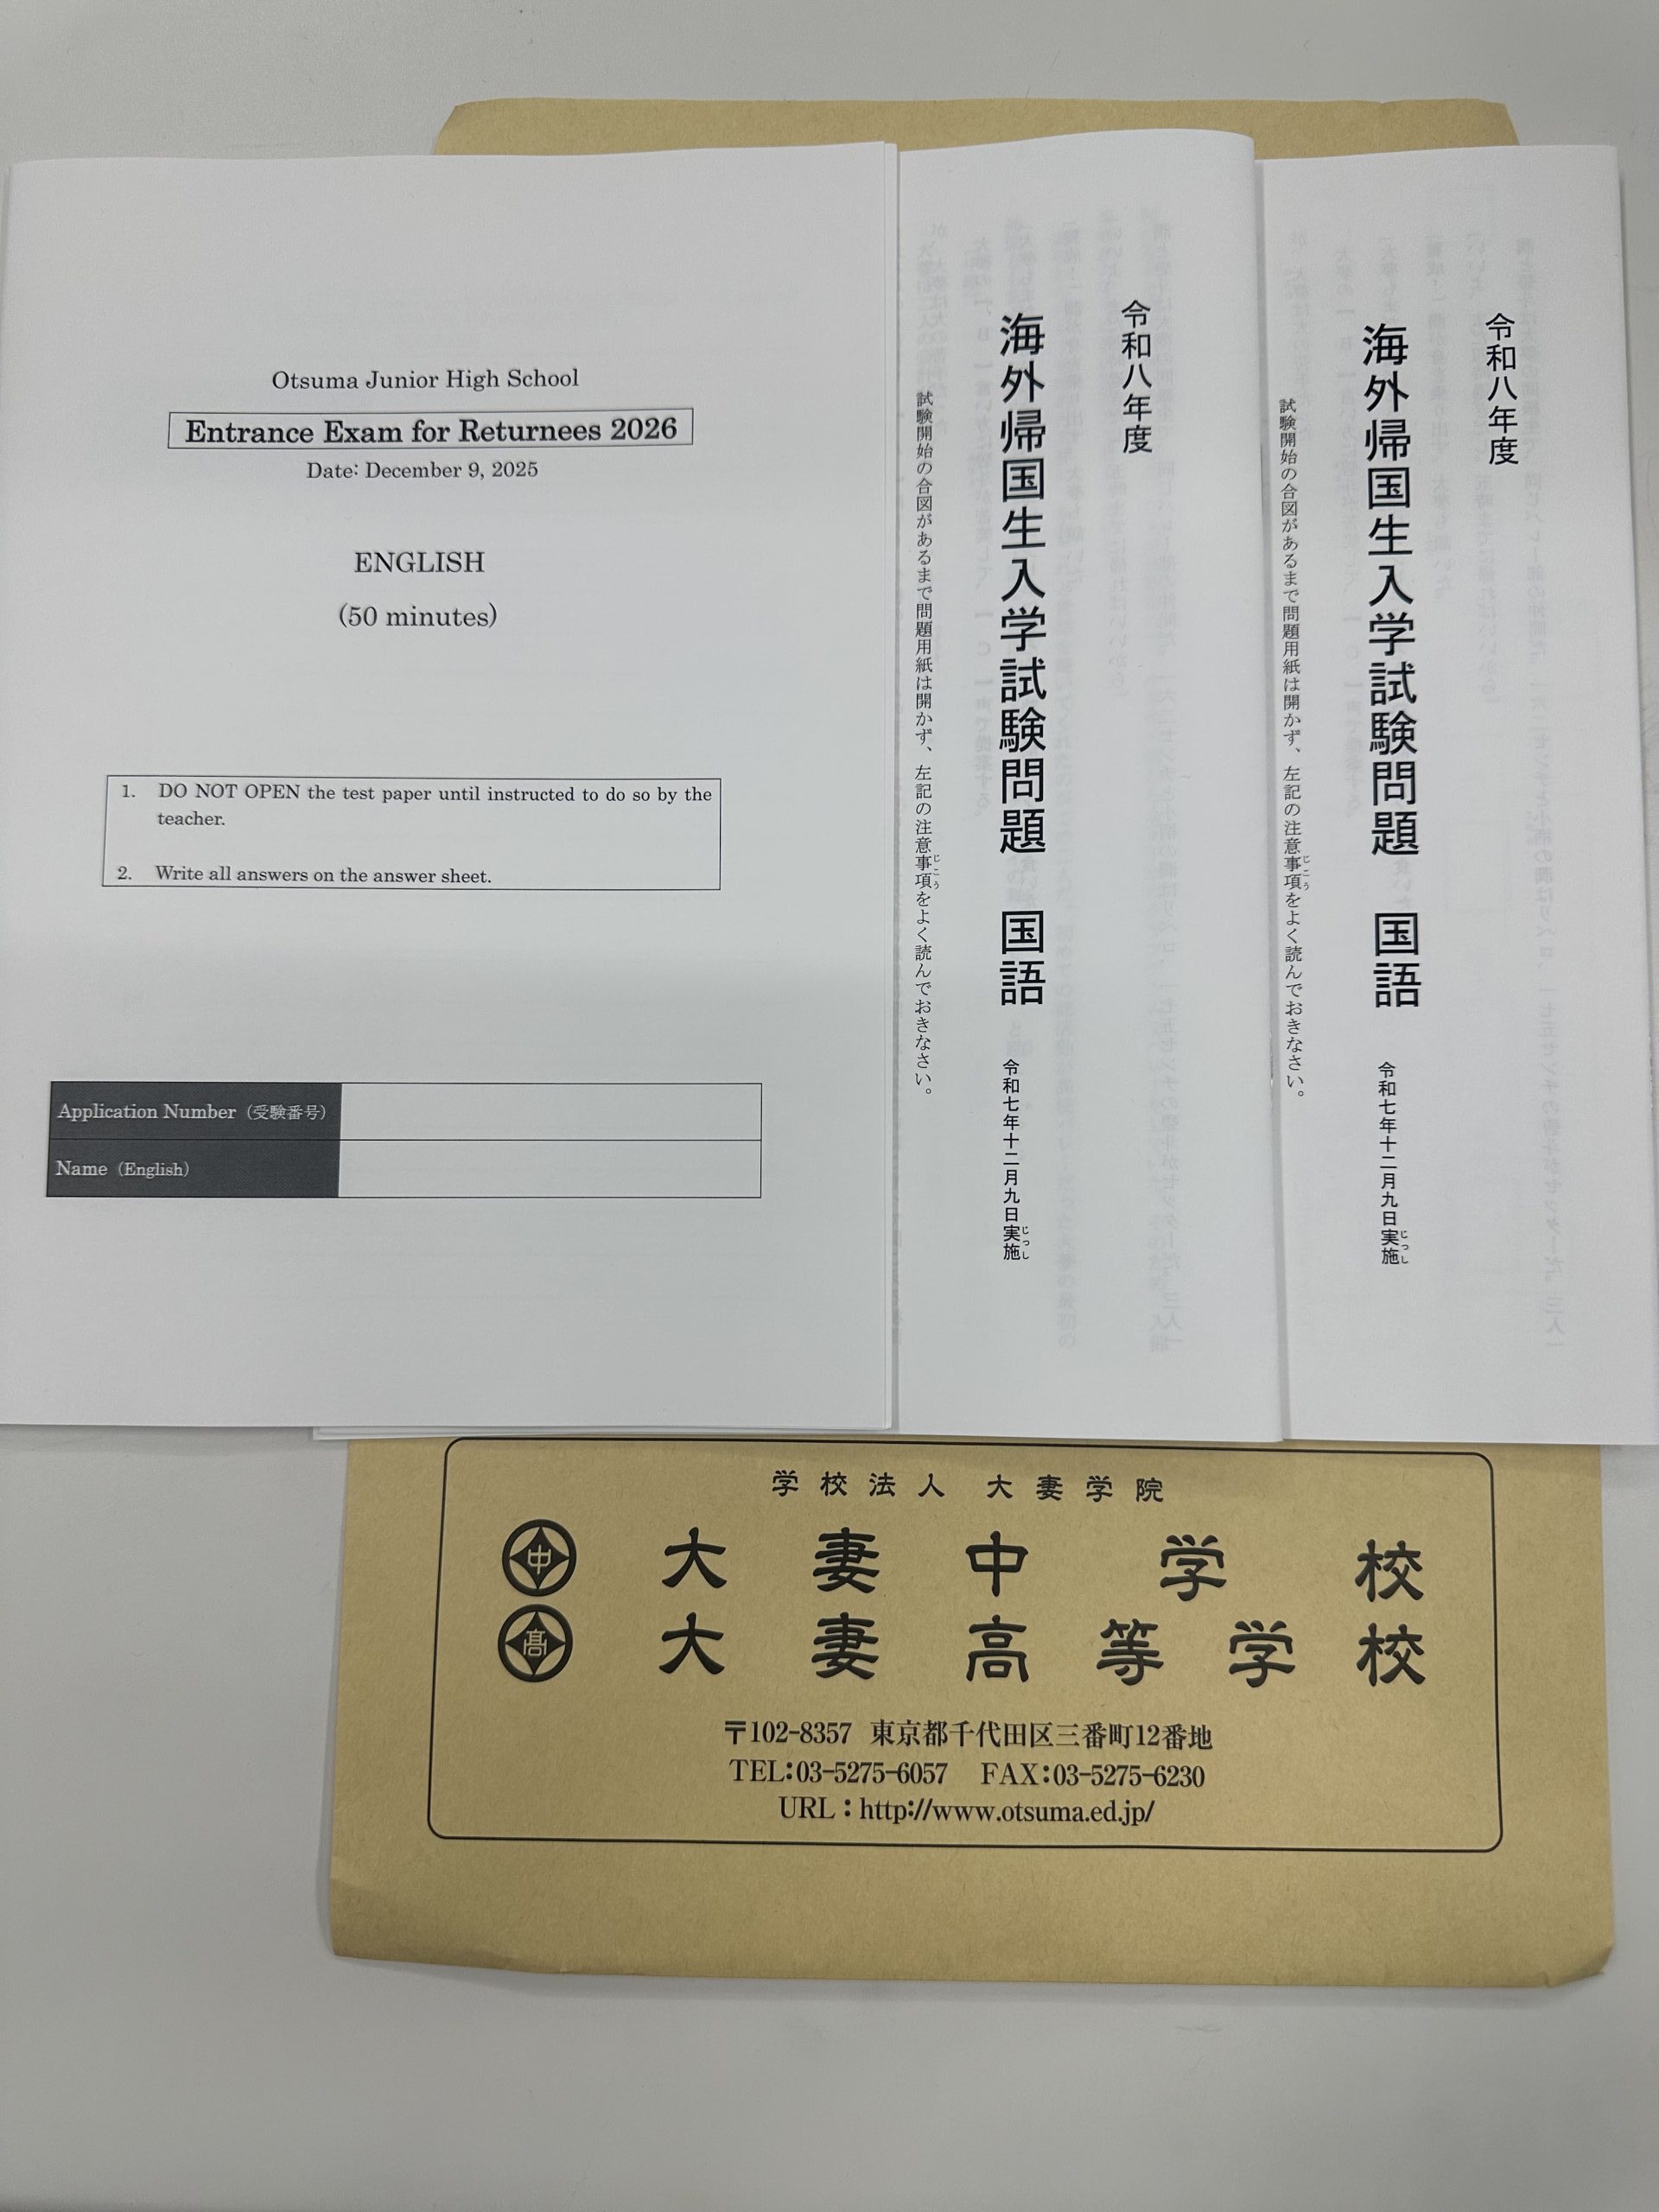 Otsuma Junior High School
Entrance Exam for Returnees 2026
Date: December 9, 2025
ENGLISH
(50 minutes)
1. DO NOT OPEN the test paper until instructed to do so by the
teacher.
2. Write all answers on the answer sheet.
Application Number（受験番号）
Name（English）
令和八年度
海外帰国生入学試験問題 国語
令和七年十二月九日実施
じっし
試験開始の合図があるまで問題用紙は開かず、左記の注意事項をよく読んでおきなさい。
じこう
令和八年度
海外帰国生入学試験問題 国語
令和七年十二月九日実施
じっし
試験開始の合図があるまで問題用紙は開かず、左記の注意事項をよく読んでおきなさい。
じこう
学校法人 大妻学院
中 大妻中学校
高 大妻高等学校
〒102-8357 東京都千代田区三番町12番地
TEL:03-5275-6057 FAX:03-5275-6230
URL：http://www.otsuma.ed.jp/